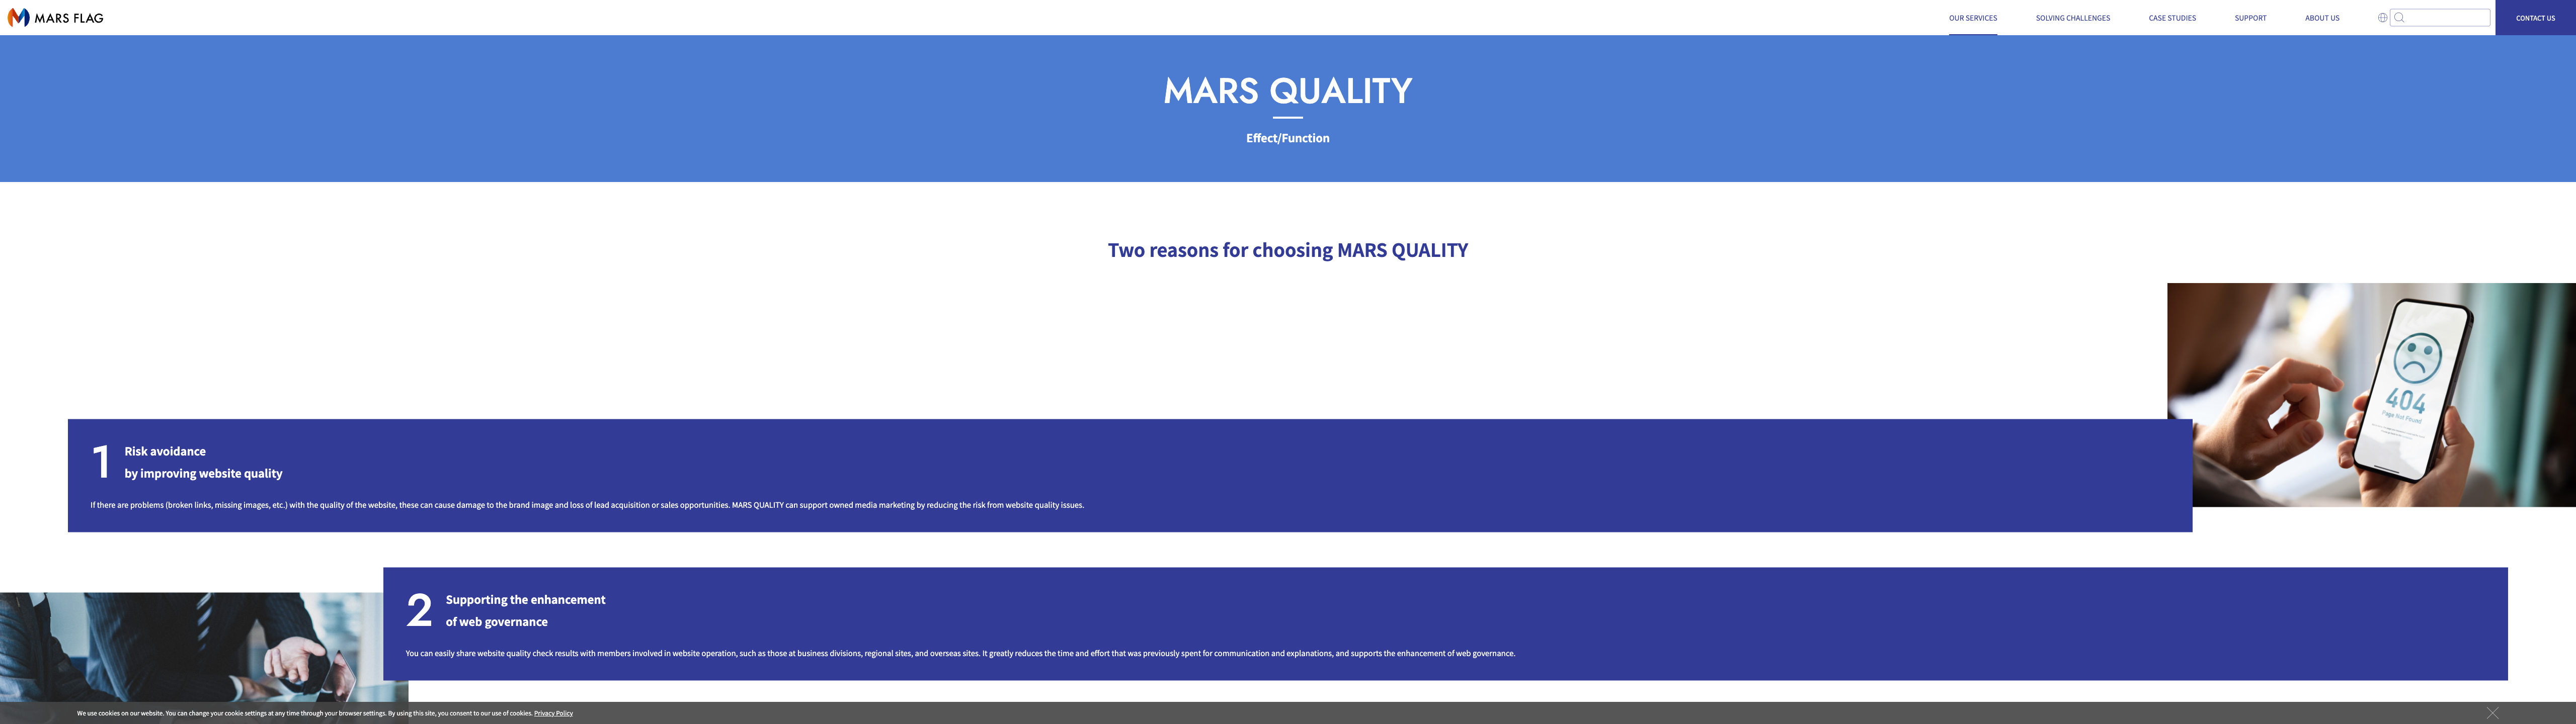 MARS FLAG
OUR SERVICES
SOLVING CHALLENGES
CASE STUDIES
SUPPORT
ABOUT US
CONTACT US
MARS QUALITY
Effect/Function
Two reasons for choosing MARS QUALITY
404
Page Not Found
1
Risk avoidance
by improving website quality
If there are problems (broken links, missing images, etc.) with the quality of the website, these can cause damage to the brand image and loss of lead acquisition or sales opportunities. MARS QUALITY can support owned media marketing by reducing the risk from website quality issues.
2
Supporting the enhancement
of web governance
You can easily share website quality check results with members involved in website operation, such as those at business divisions, regional sites, and overseas sites. It greatly reduces the time and effort that was previously spent for communication and explanations, and supports the enhancement of web governance.
We use cookies on our website. You can change your cookie settings at any time through your browser settings. By using this site, you consent to our use of cookies. Privacy Policy